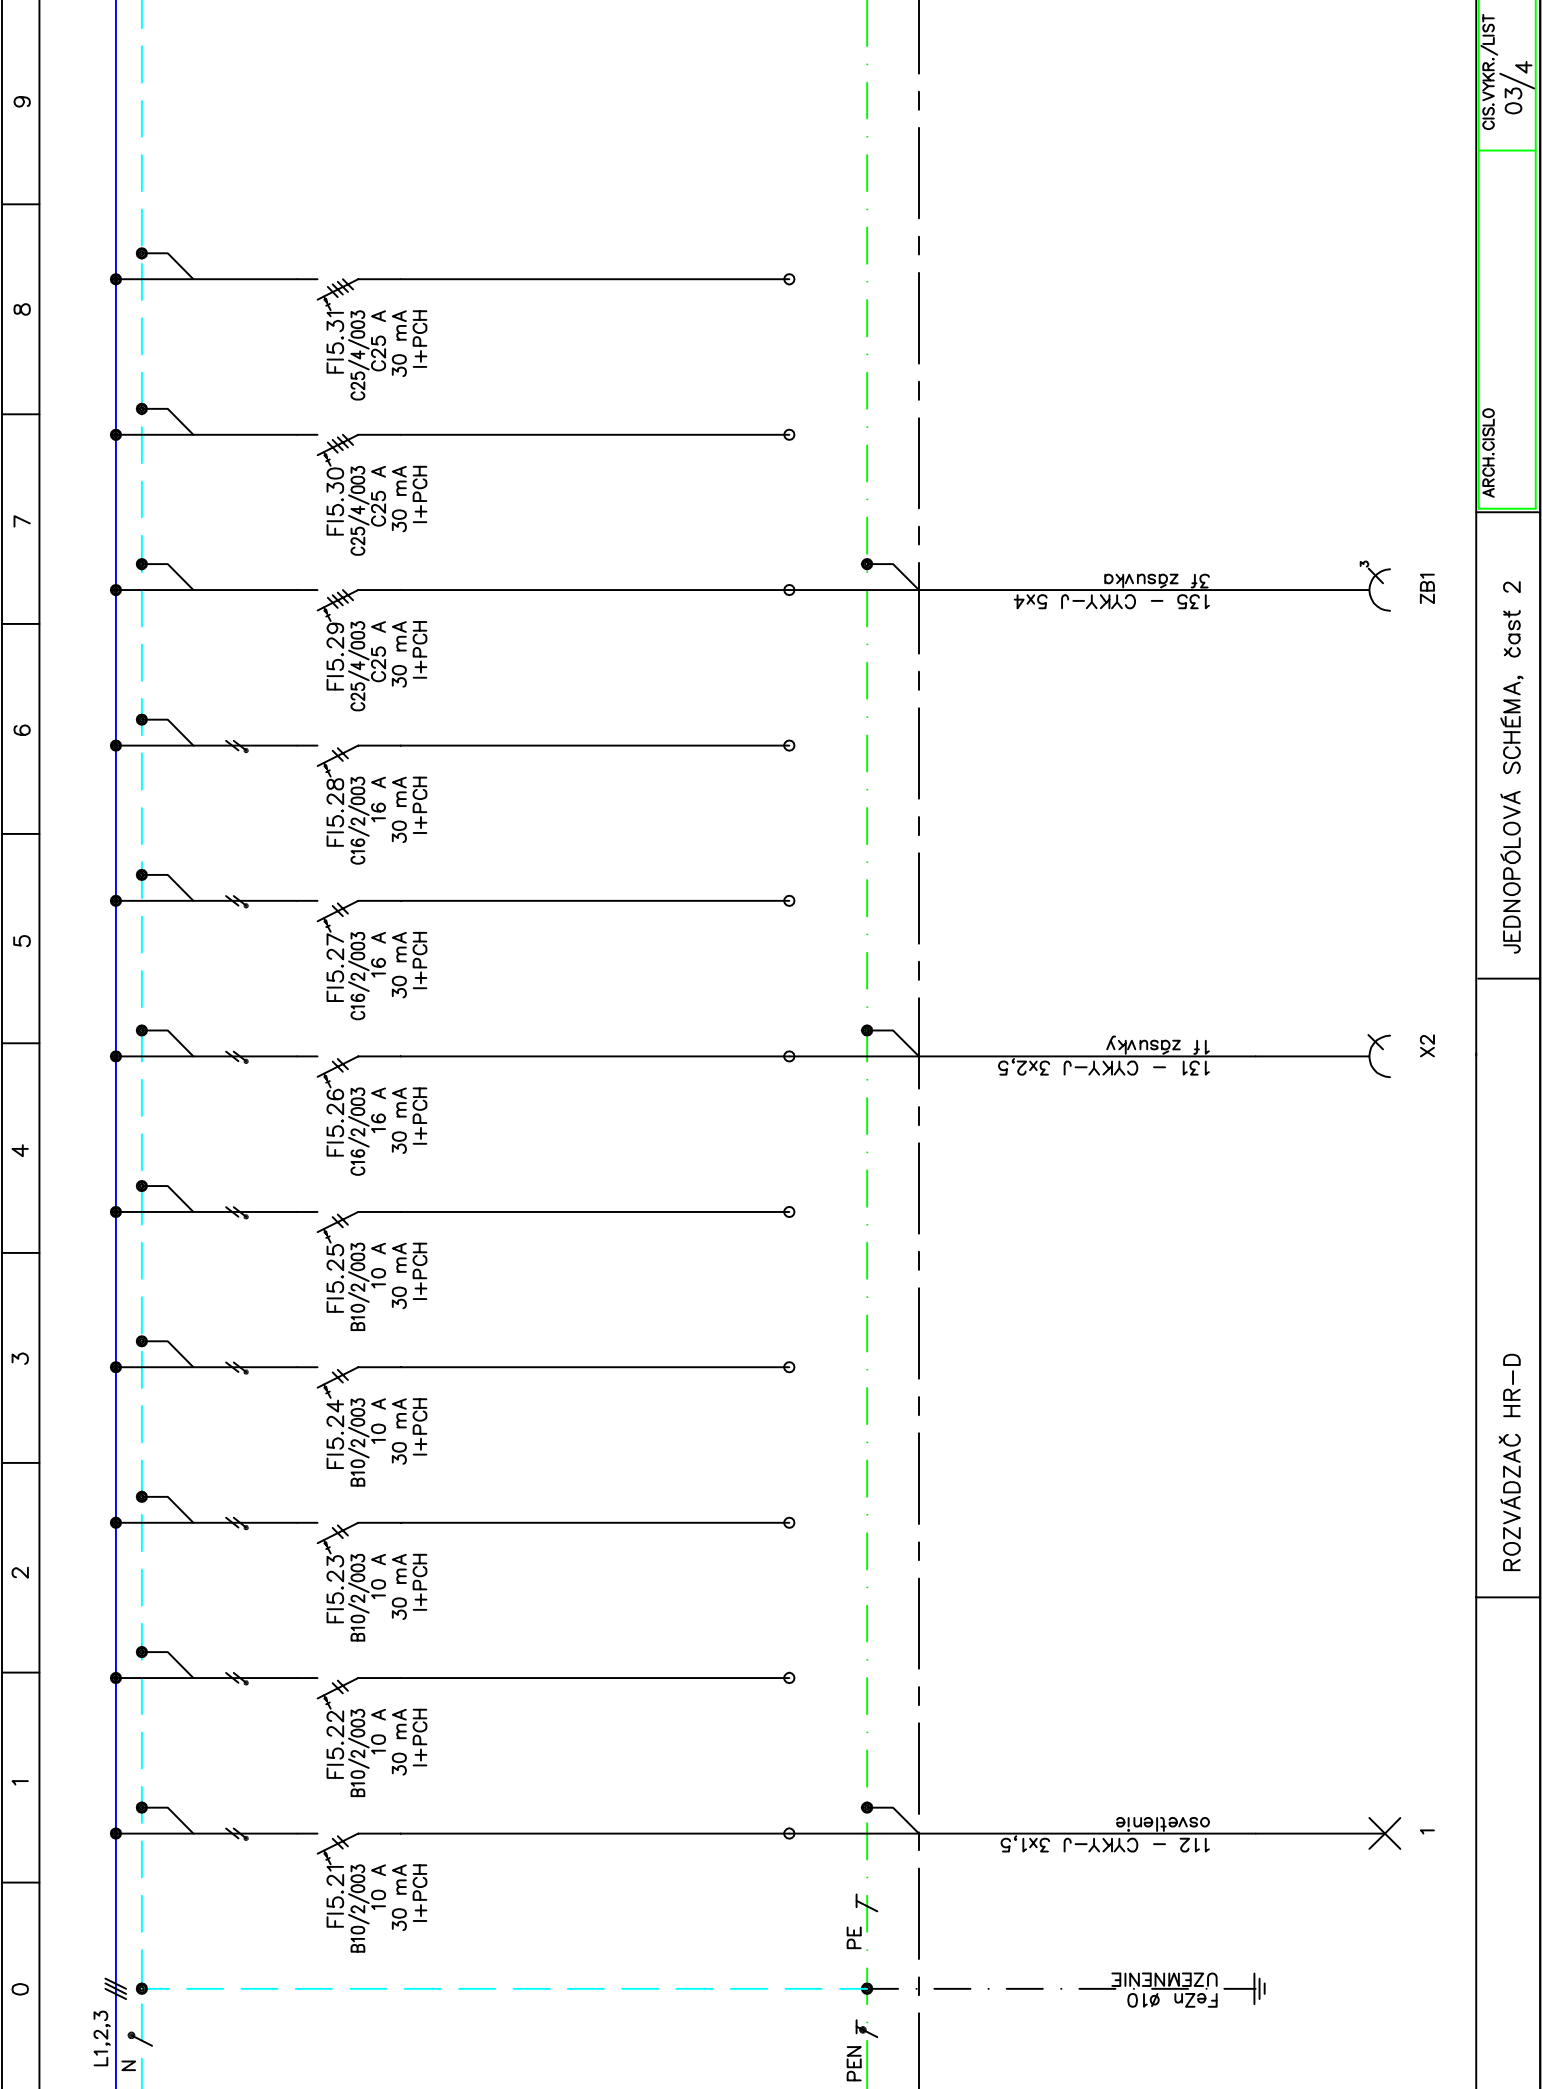 0
1
2
3
4
5
6
7
8
9
L1,2,3
N
FI5.21
B10/2/003
10 A
30 mA
I+PCH
FI5.22
B10/2/003
10 A
30 mA
I+PCH
FI5.23
B10/2/003
10 A
30 mA
I+PCH
FI5.24
B10/2/003
10 A
30 mA
I+PCH
FI5.25
B10/2/003
10 A
30 mA
I+PCH
FI5.26
C16/2/003
16 A
30 mA
I+PCH
FI5.27
C16/2/003
16 A
30 mA
I+PCH
FI5.28
C16/2/003
16 A
30 mA
I+PCH
FI5.29
C25/4/003
C25 A
30 mA
I+PCH
FI5.30
C25/4/003
C25 A
30 mA
I+PCH
FI5.31
C25/4/003
C25 A
30 mA
I+PCH
PEN
PE
FeZn ø10
UZEMNENIE
112 – CYKY–J 3x1,5
osvetlenie
131 – CYKY–J 3x2,5
1f zásuvky
135 – CYKY–J 5x4
3f zásuvka
3
1
X2
ZB1
ROZVÁDZAČ HR–D
JEDNOPÓLOVÁ SCHÉMA, časť 2
ARCH.CISLO
CIS.VYKR./LIST
03/4